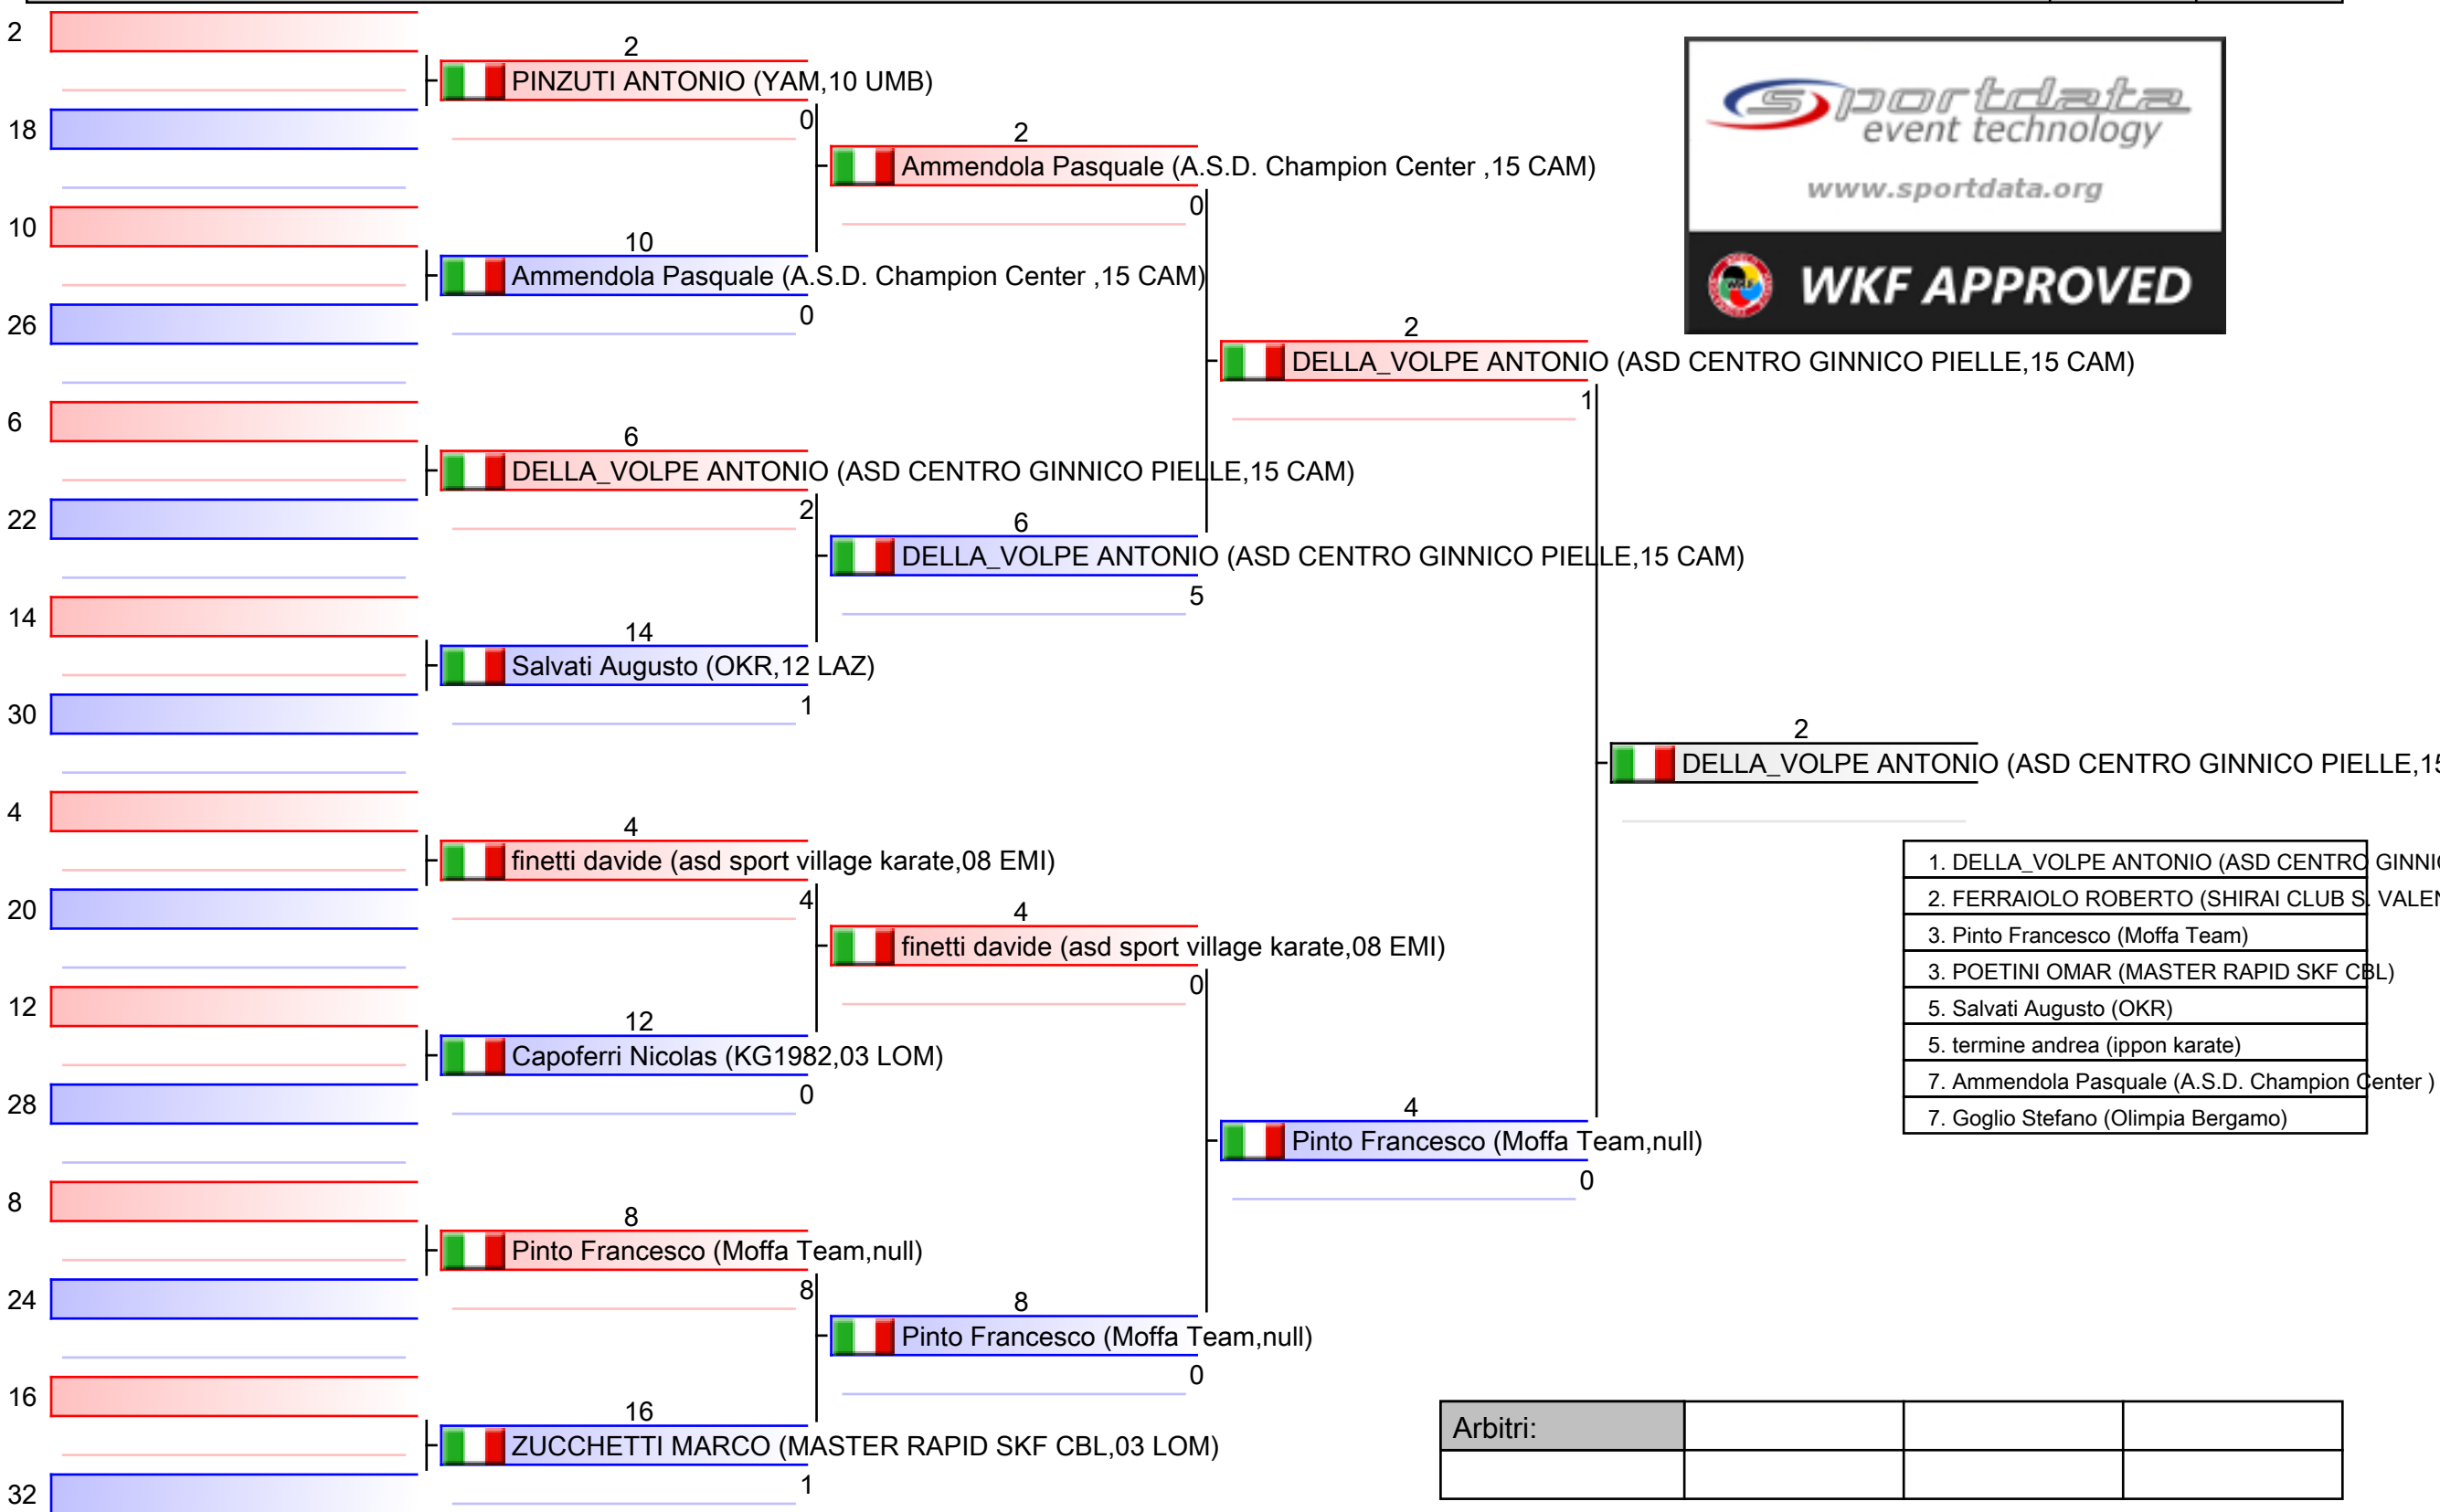 2
18
10
26
6
22
14
30
4
20
12
28
8
24
16
32
2
PINZUTI ANTONIO (YAM,10 UMB)
0
10
Ammendola Pasquale (A.S.D. Champion Center ,15 CAM)
0
6
DELLA_VOLPE ANTONIO (ASD CENTRO GINNICO PIELLE,15 CAM)
2
14
Salvati Augusto (OKR,12 LAZ)
1
4
finetti davide (asd sport village karate,08 EMI)
4
12
Capoferri Nicolas (KG1982,03 LOM)
0
8
Pinto Francesco (Moffa Team,null)
8
16
ZUCCHETTI MARCO (MASTER RAPID SKF CBL,03 LOM)
1
2
Ammendola Pasquale (A.S.D. Champion Center ,15 CAM)
0
6
DELLA_VOLPE ANTONIO (ASD CENTRO GINNICO PIELLE,15 CAM)
5
4
finetti davide (asd sport village karate,08 EMI)
0
8
Pinto Francesco (Moffa Team,null)
0
2
DELLA_VOLPE ANTONIO (ASD CENTRO GINNICO PIELLE,15 CAM)
1
4
Pinto Francesco (Moffa Team,null)
0
2
DELLA_VOLPE ANTONIO (ASD CENTRO GINNICO PIELLE,15
sportdata
event technology
www.sportdata.org
WKF APPROVED
1. DELLA_VOLPE ANTONIO (ASD CENTRO GINNIC
2. FERRAIOLO ROBERTO (SHIRAI CLUB S. VALEN
3. Pinto Francesco (Moffa Team)
3. POETINI OMAR (MASTER RAPID SKF CBL)
5. Salvati Augusto (OKR)
5. termine andrea (ippon karate)
7. Ammendola Pasquale (A.S.D. Champion Center )
7. Goglio Stefano (Olimpia Bergamo)
Arbitri: